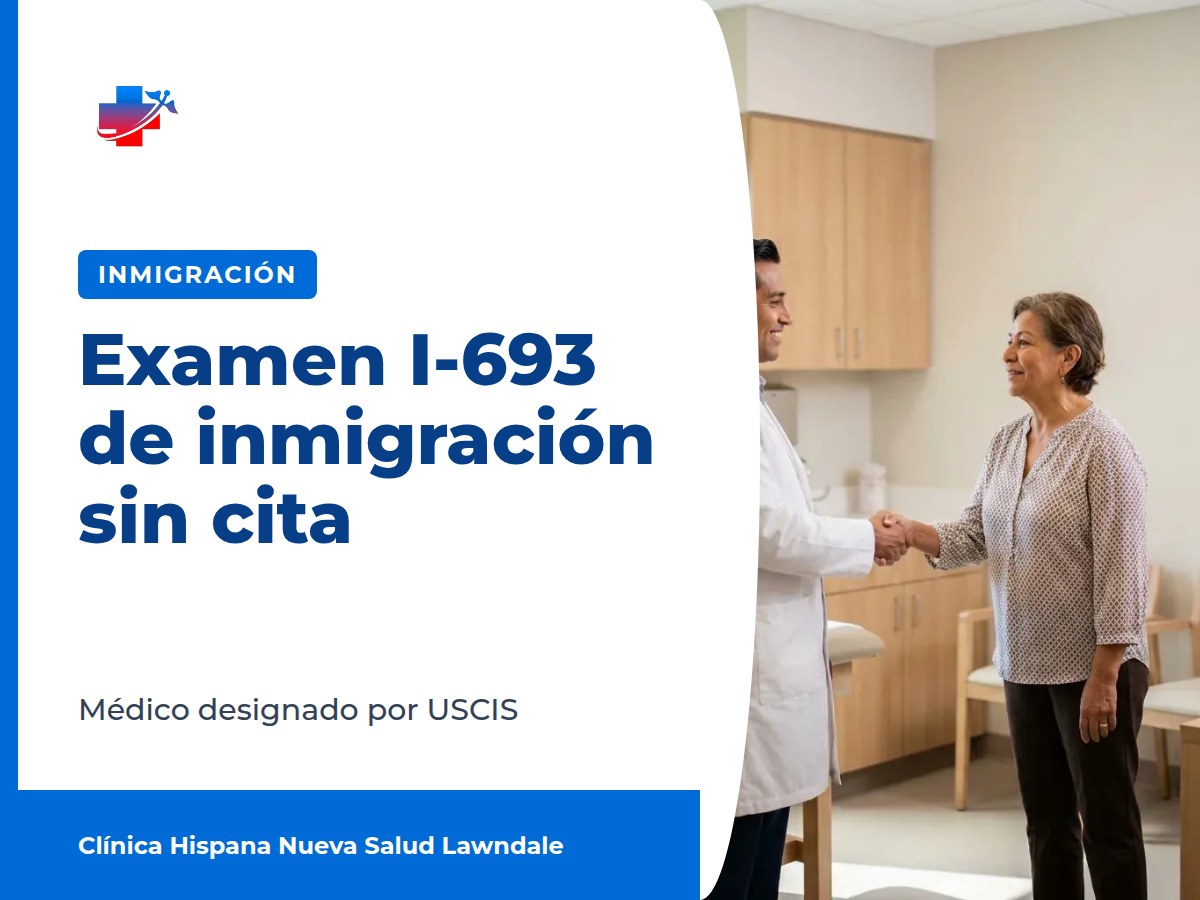 INMIGRACIÓN
Examen I-693
de inmigración
sin cita
Médico designado por USCIS
Clínica Hispana Nueva Salud Lawndale